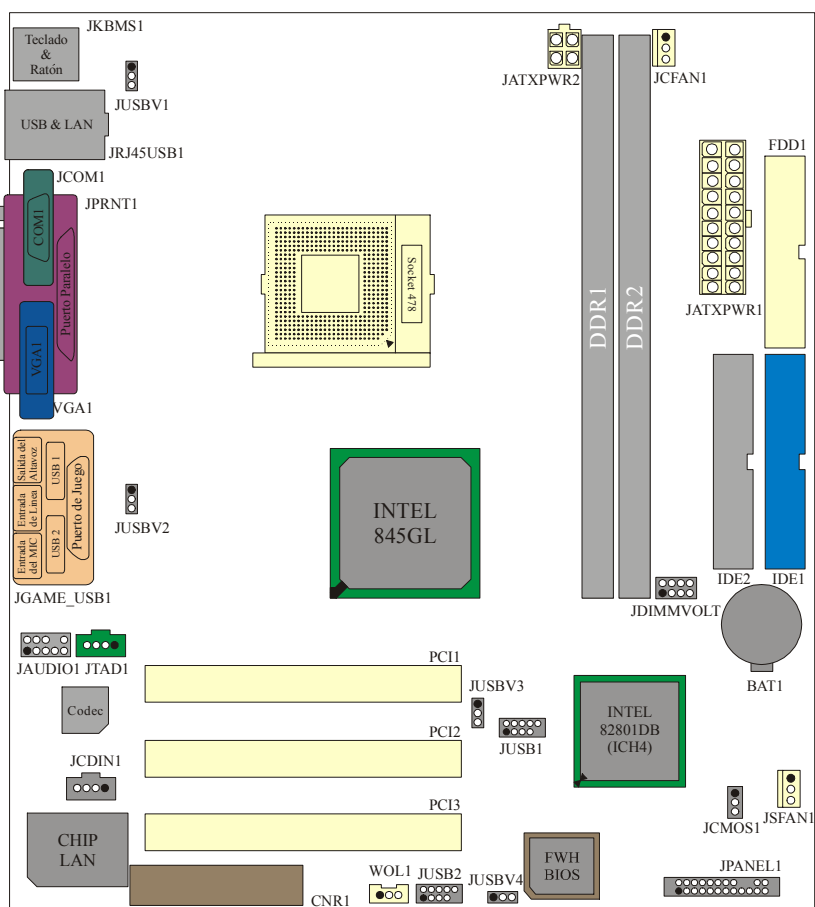 JKBMS1
Teclado
&
Ratón
JUSBV1
USB & LAN
JRJ45USB1
JATXPWR2
JCFAN1
FDD1
JCOM1
COM1
JPRNT1
Puerto Paralelo
VGA1
VGA1
Socket 478
DDR1
DDR2
JATXPWR1
Salida del
Altavoz
USB 1
Entrada
de Linea
USB 2
Entrada
del MIC
Puerto de Juego
JGAME_USB1
JUSBV2
INTEL
845GL
IDE2
IDE1
JDIMMVOLT
BAT1
JAUDIO1
JTAD1
PCI1
Codec
JUSBV3
JUSB1
INTEL
82801DB
(ICH4)
PCI2
JCDIN1
JCMOS1
JSFAN1
PCI3
CHIP
LAN
CNR1
WOL1
JUSB2
JUSBV4
FWH
BIOS
JPANEL1